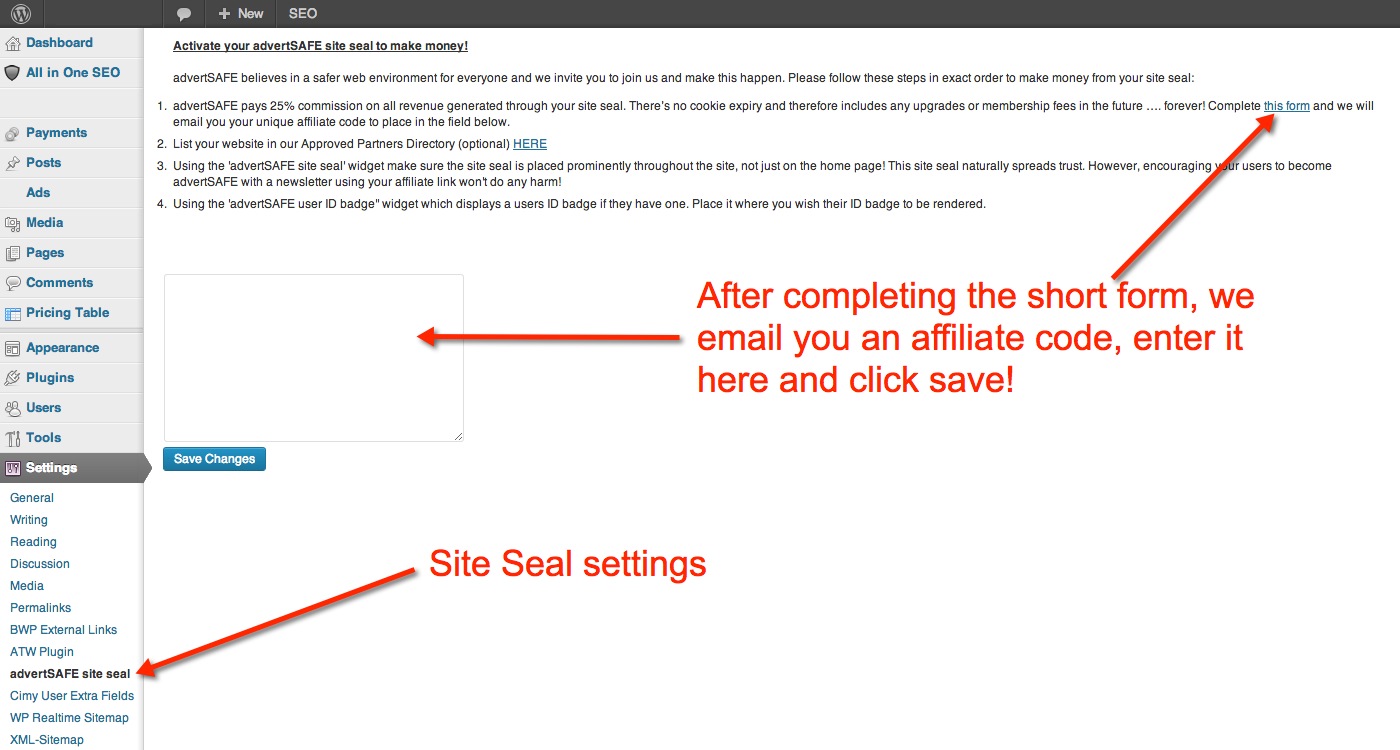 New
SEO
Dashboard
All in One SEO
Payments
Posts
Ads
Media
Pages
Comments
Pricing Table
Appearance
Plugins
Users
Tools
Settings
General
Writing
Reading
Discussion
Media
Permalinks
BWP External Links
ATW Plugin
advertSAFE site seal
Cimy User Extra Fields
WP Realtime Sitemap
XML-Sitemap
Activate your advertSAFE site seal to make money!
advertSAFE believes in a safer web environment for everyone and we invite you to join us and make this happen. Please follow these steps in exact order to make money from your site seal:
1. advertSAFE pays 25% commission on all revenue generated through your site seal. There's no cookie expiry and therefore includes any upgrades or membership fees in the future .... forever! Complete this form and we will
email you your unique affiliate code to place in the field below.
2. List your website in our Approved Partners Directory (optional) HERE
3. Using the 'advertSAFE site seal' widget make sure the site seal is placed prominently throughout the site, not just on the home page! This site seal naturally spreads trust. However, encouraging your users to become
advertSAFE with a newsletter using your affiliate link won't do any harm!
4. Using the 'advertSAFE user ID badge" widget which displays a users ID badge if they have one. Place it where you wish their ID badge to be rendered.
After completing the short form, we
email you an affiliate code, enter it
here and click save!
Save Changes
Site Seal settings